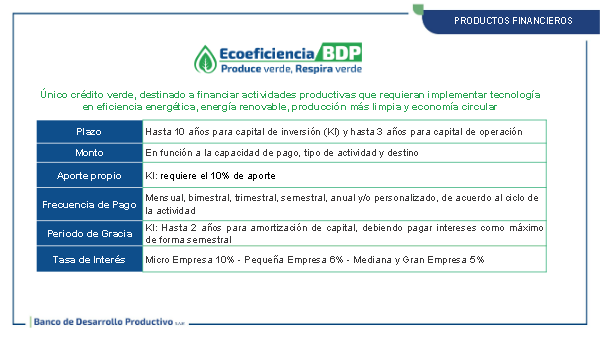 PRODUCTOS FINANCIEROS
Ecoeficiencia BDP
Produce verde, Respira verde
Único crédito verde, destinado a financiar actividades productivas que requieran implementar tecnología
en eficiencia energética, energía renovable, producción más limpia y economía circular
Plazo
Hasta 10 años para capital de inversión (KI) y hasta 3 años para capital de operación
Monto
En función a la capacidad de pago, tipo de actividad y destino
Aporte propio
KI: requiere el 10% de aporte
Frecuencia de Pago
Mensual, bimestral, trimestral, semestral, anual y/o personalizado, de acuerdo al ciclo de
la actividad
Periodo de Gracia
KI: Hasta 2 años para amortización de capital, debiendo pagar intereses como máximo
de forma semestral
Tasa de Interés
Micro Empresa 10% - Pequeña Empresa 6% - Mediana y Gran Empresa 5%
Banco de Desarrollo Productivo S.A.M.